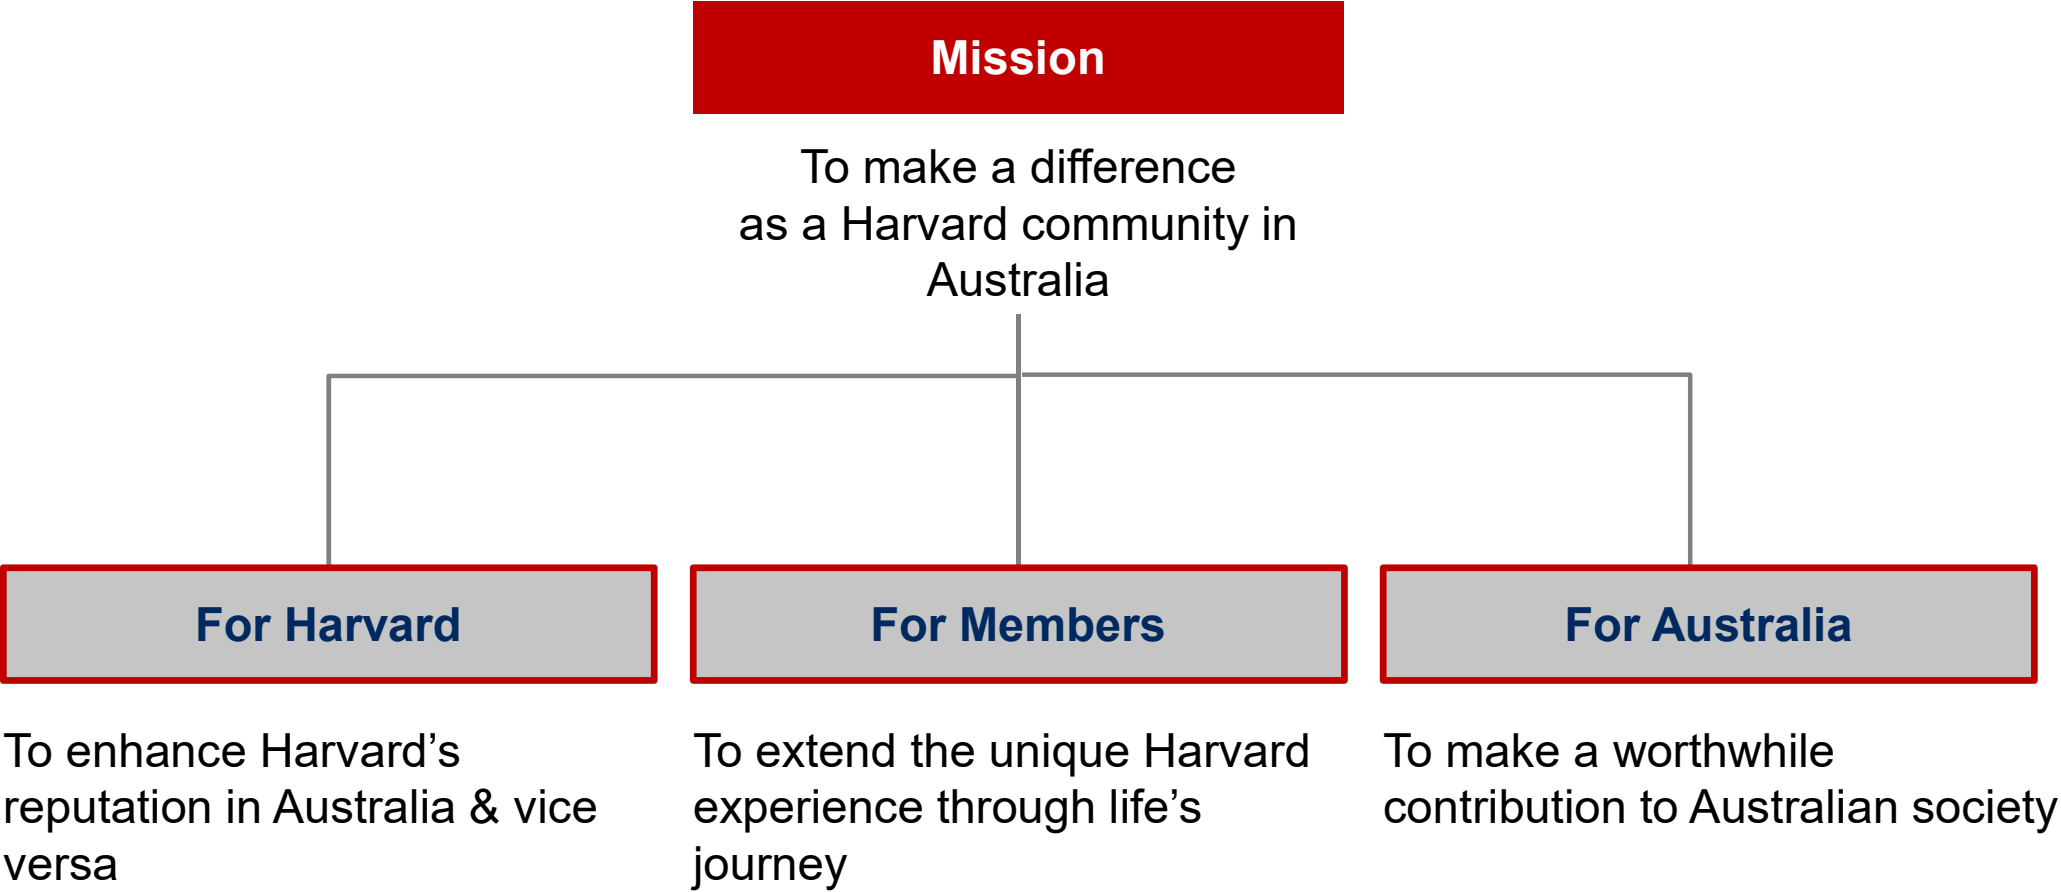 Mission
To make a difference
as a Harvard community in
Australia
For Harvard
To enhance Harvard’s
reputation in Australia & vice
versa
For Members
To extend the unique Harvard
experience through life’s
journey
For Australia
To make a worthwhile
contribution to Australian society